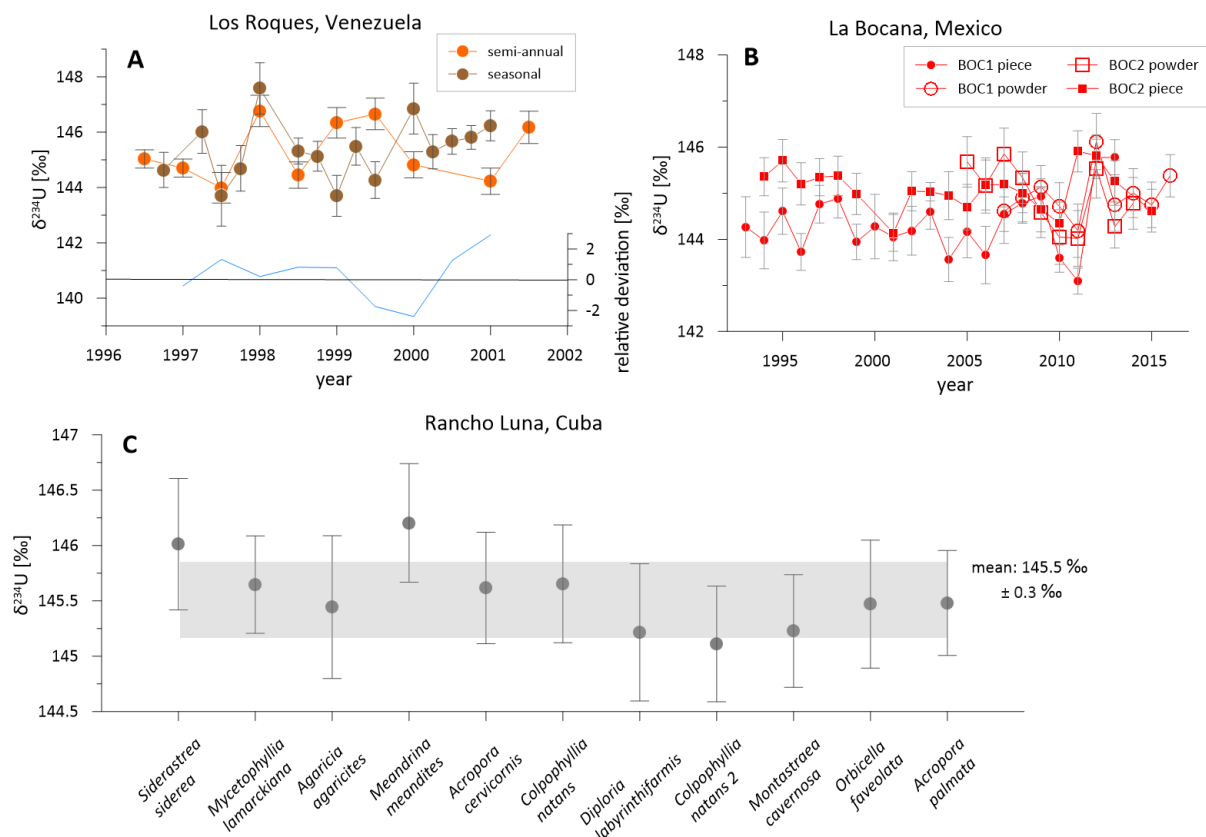 Los Roques, Venezuela
A
semi-annual
seasonal
δ²³⁴U [‰]
148
146
144
142
140
2
0
-2
relative deviation [‰]
1996 1997 1998 1999 2000 2001 2002
year
La Bocana, Mexico
B
BOC1 piece
BOC1 powder
BOC2 powder
BOC2 piece
δ²³⁴U [‰]
148
146
144
142
1995 2000 2005 2010 2015
year
Rancho Luna, Cuba
C
δ²³⁴U [‰]
147
146.5
146
145.5
145
144.5
mean: 145.5 ‰
± 0.3 ‰
Siderastrea
siderea
Mycetophyllia
lamarckiana
Agaricia
agaricites
Meandrina
meandites
Acropora
cervicornis
Colpophyllia
natans
Diploria
labyrinthifarmis
Colpophyllia
natans 2
Montastraea
cavernosa
Orbicella
faveolata
Acropora
palmata